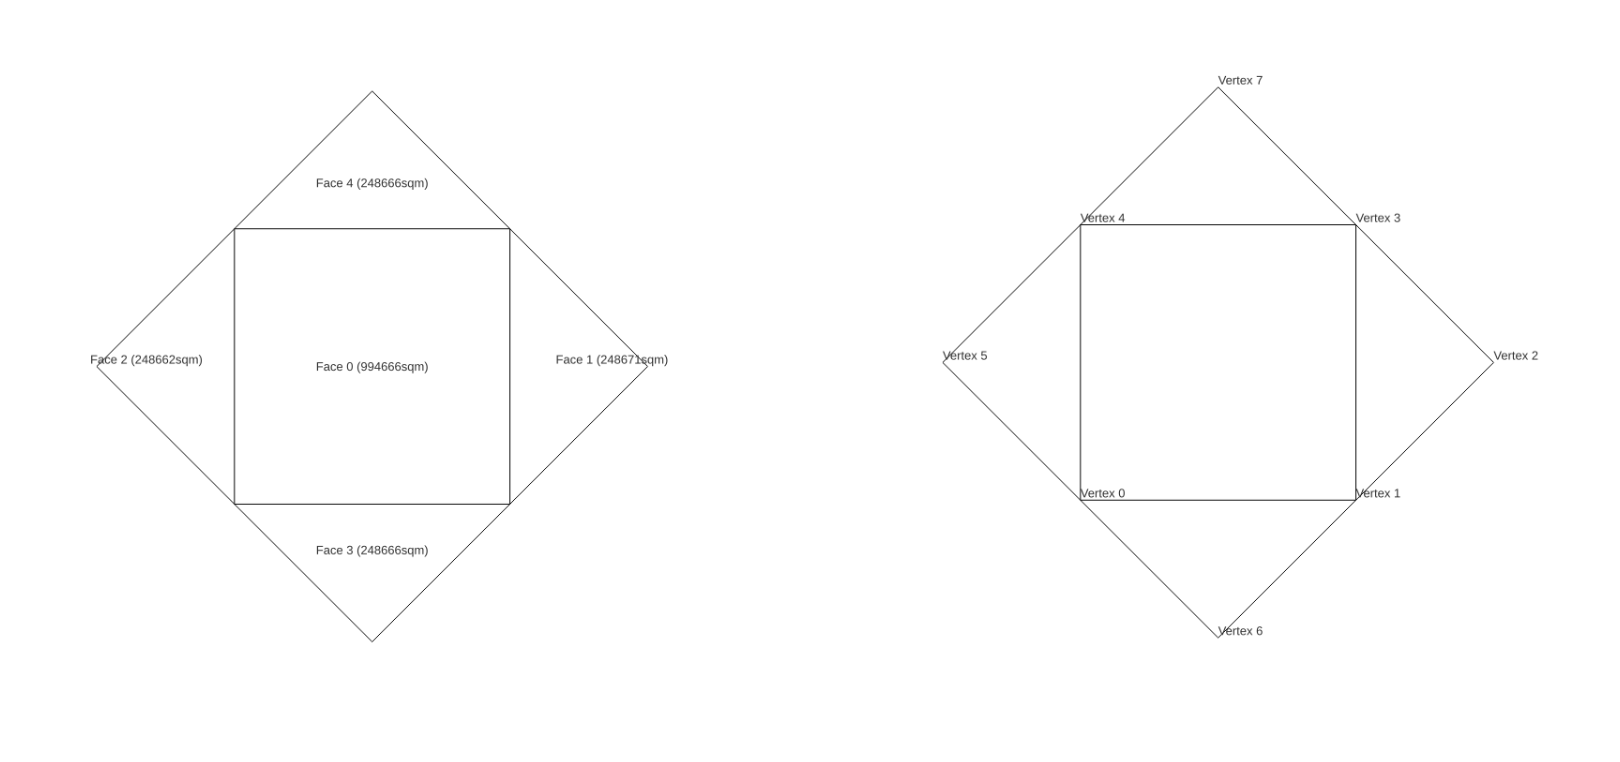 Face 4 (248666sqm)
Face 2 (248662sqm)
Face 0 (994666sqm)
Face 1 (248671sqm)
Face 3 (248666sqm)
Vertex 7
Vertex 4
Vertex 3
Vertex 5
Vertex 2
Vertex 0
Vertex 1
Vertex 6